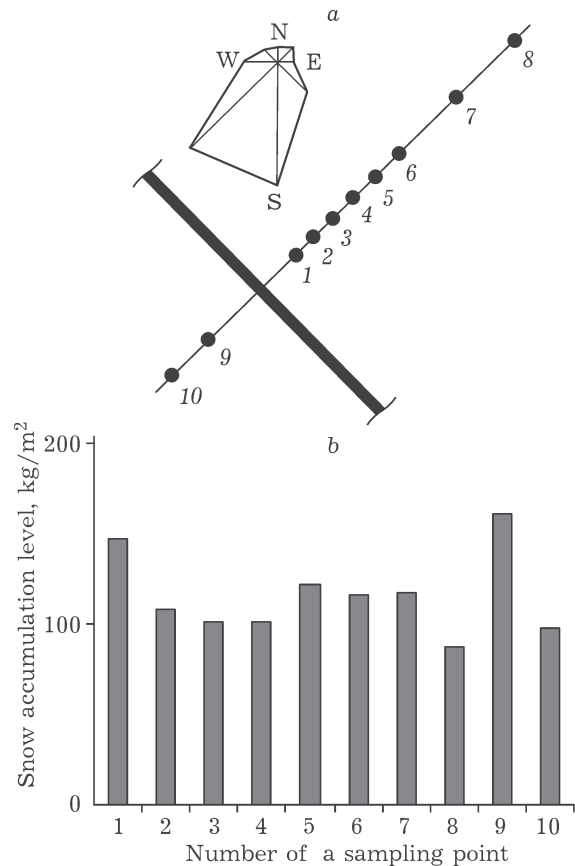 a
N
W E
S
8
7
6
5
4
3
2
1
9
10
b
Snow accumulation level, kg/m²
200
100
0
1 2 3 4 5 6 7 8 9 10
Number of a sampling point